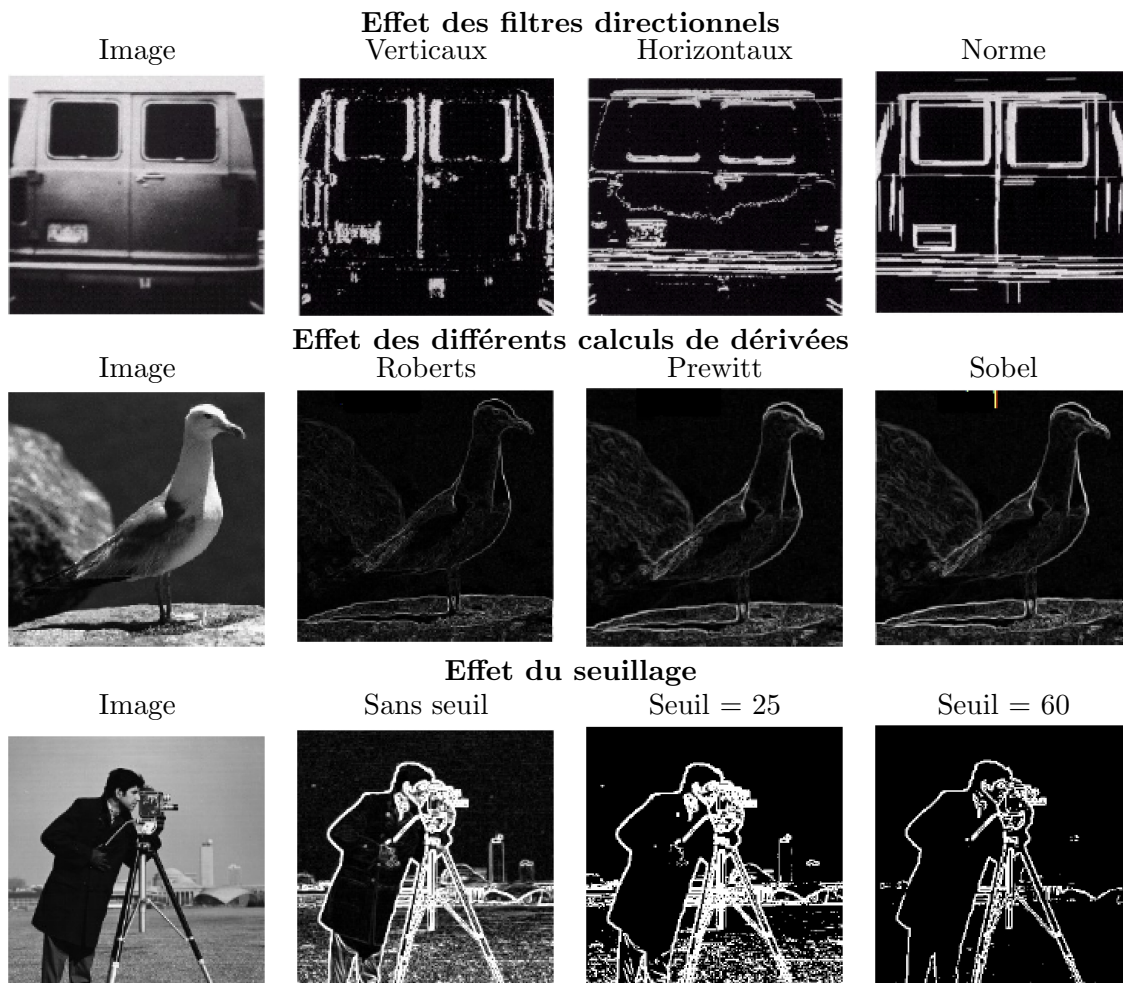 Effet des filtres directionnels
Image Verticaux Horizontaux Norme
Effet des différents calculs de dérivées
Image Roberts Prewitt Sobel
Effet du seuillage
Image Sans seuil Seuil = 25 Seuil = 60